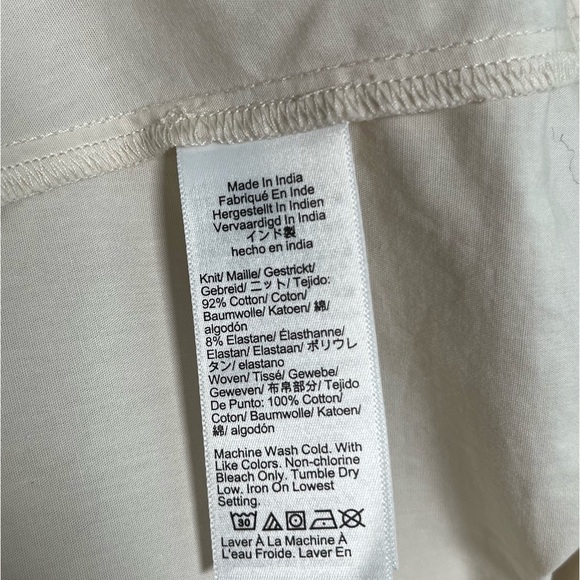 Made In India
Fabriqué En Inde
Hergestellt In Indien
Vervaardigd In India
インド製
hecho en india
Knit/ Maille/ Gestrickt/
Gebreid/ ニット/ Tejido:
92% Cotton/ Coton/
Baumwolle/ Katoen/ 綿/
algodón
8% Elastane/ Élasthanne/
Elastan/ Elastaan/ ポリウレ
タン/ elastano
Woven/ Tissé/ Gewebe/
Geweven/ 布帛部分/ Tejido
De Punto: 100% Cotton/
Coton/ Baumwolle/ Katoen/
綿/ algodón
Machine Wash Cold. With
Like Colors. Non-chlorine
Bleach Only. Tumble Dry
Low. Iron On Lowest
Setting.
30
Laver À La Machine À
L'eau Froide. Laver En